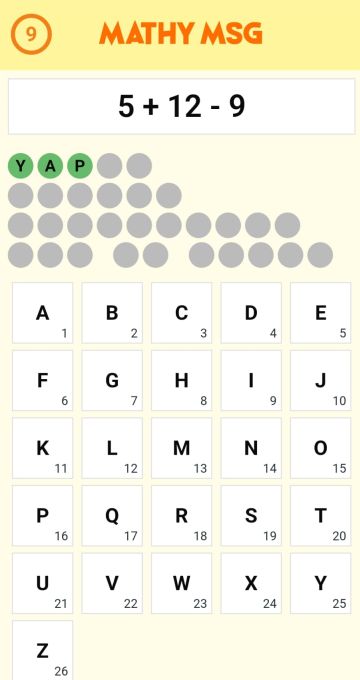 9
MATHY MSG
5 + 12 - 9
Y A P
A B C D E
1 2 3 4 5
F G H I J
6 7 8 9 10
K L M N O
11 12 13 14 15
P Q R S T
16 17 18 19 20
U V W X Y
21 22 23 24 25
Z
26